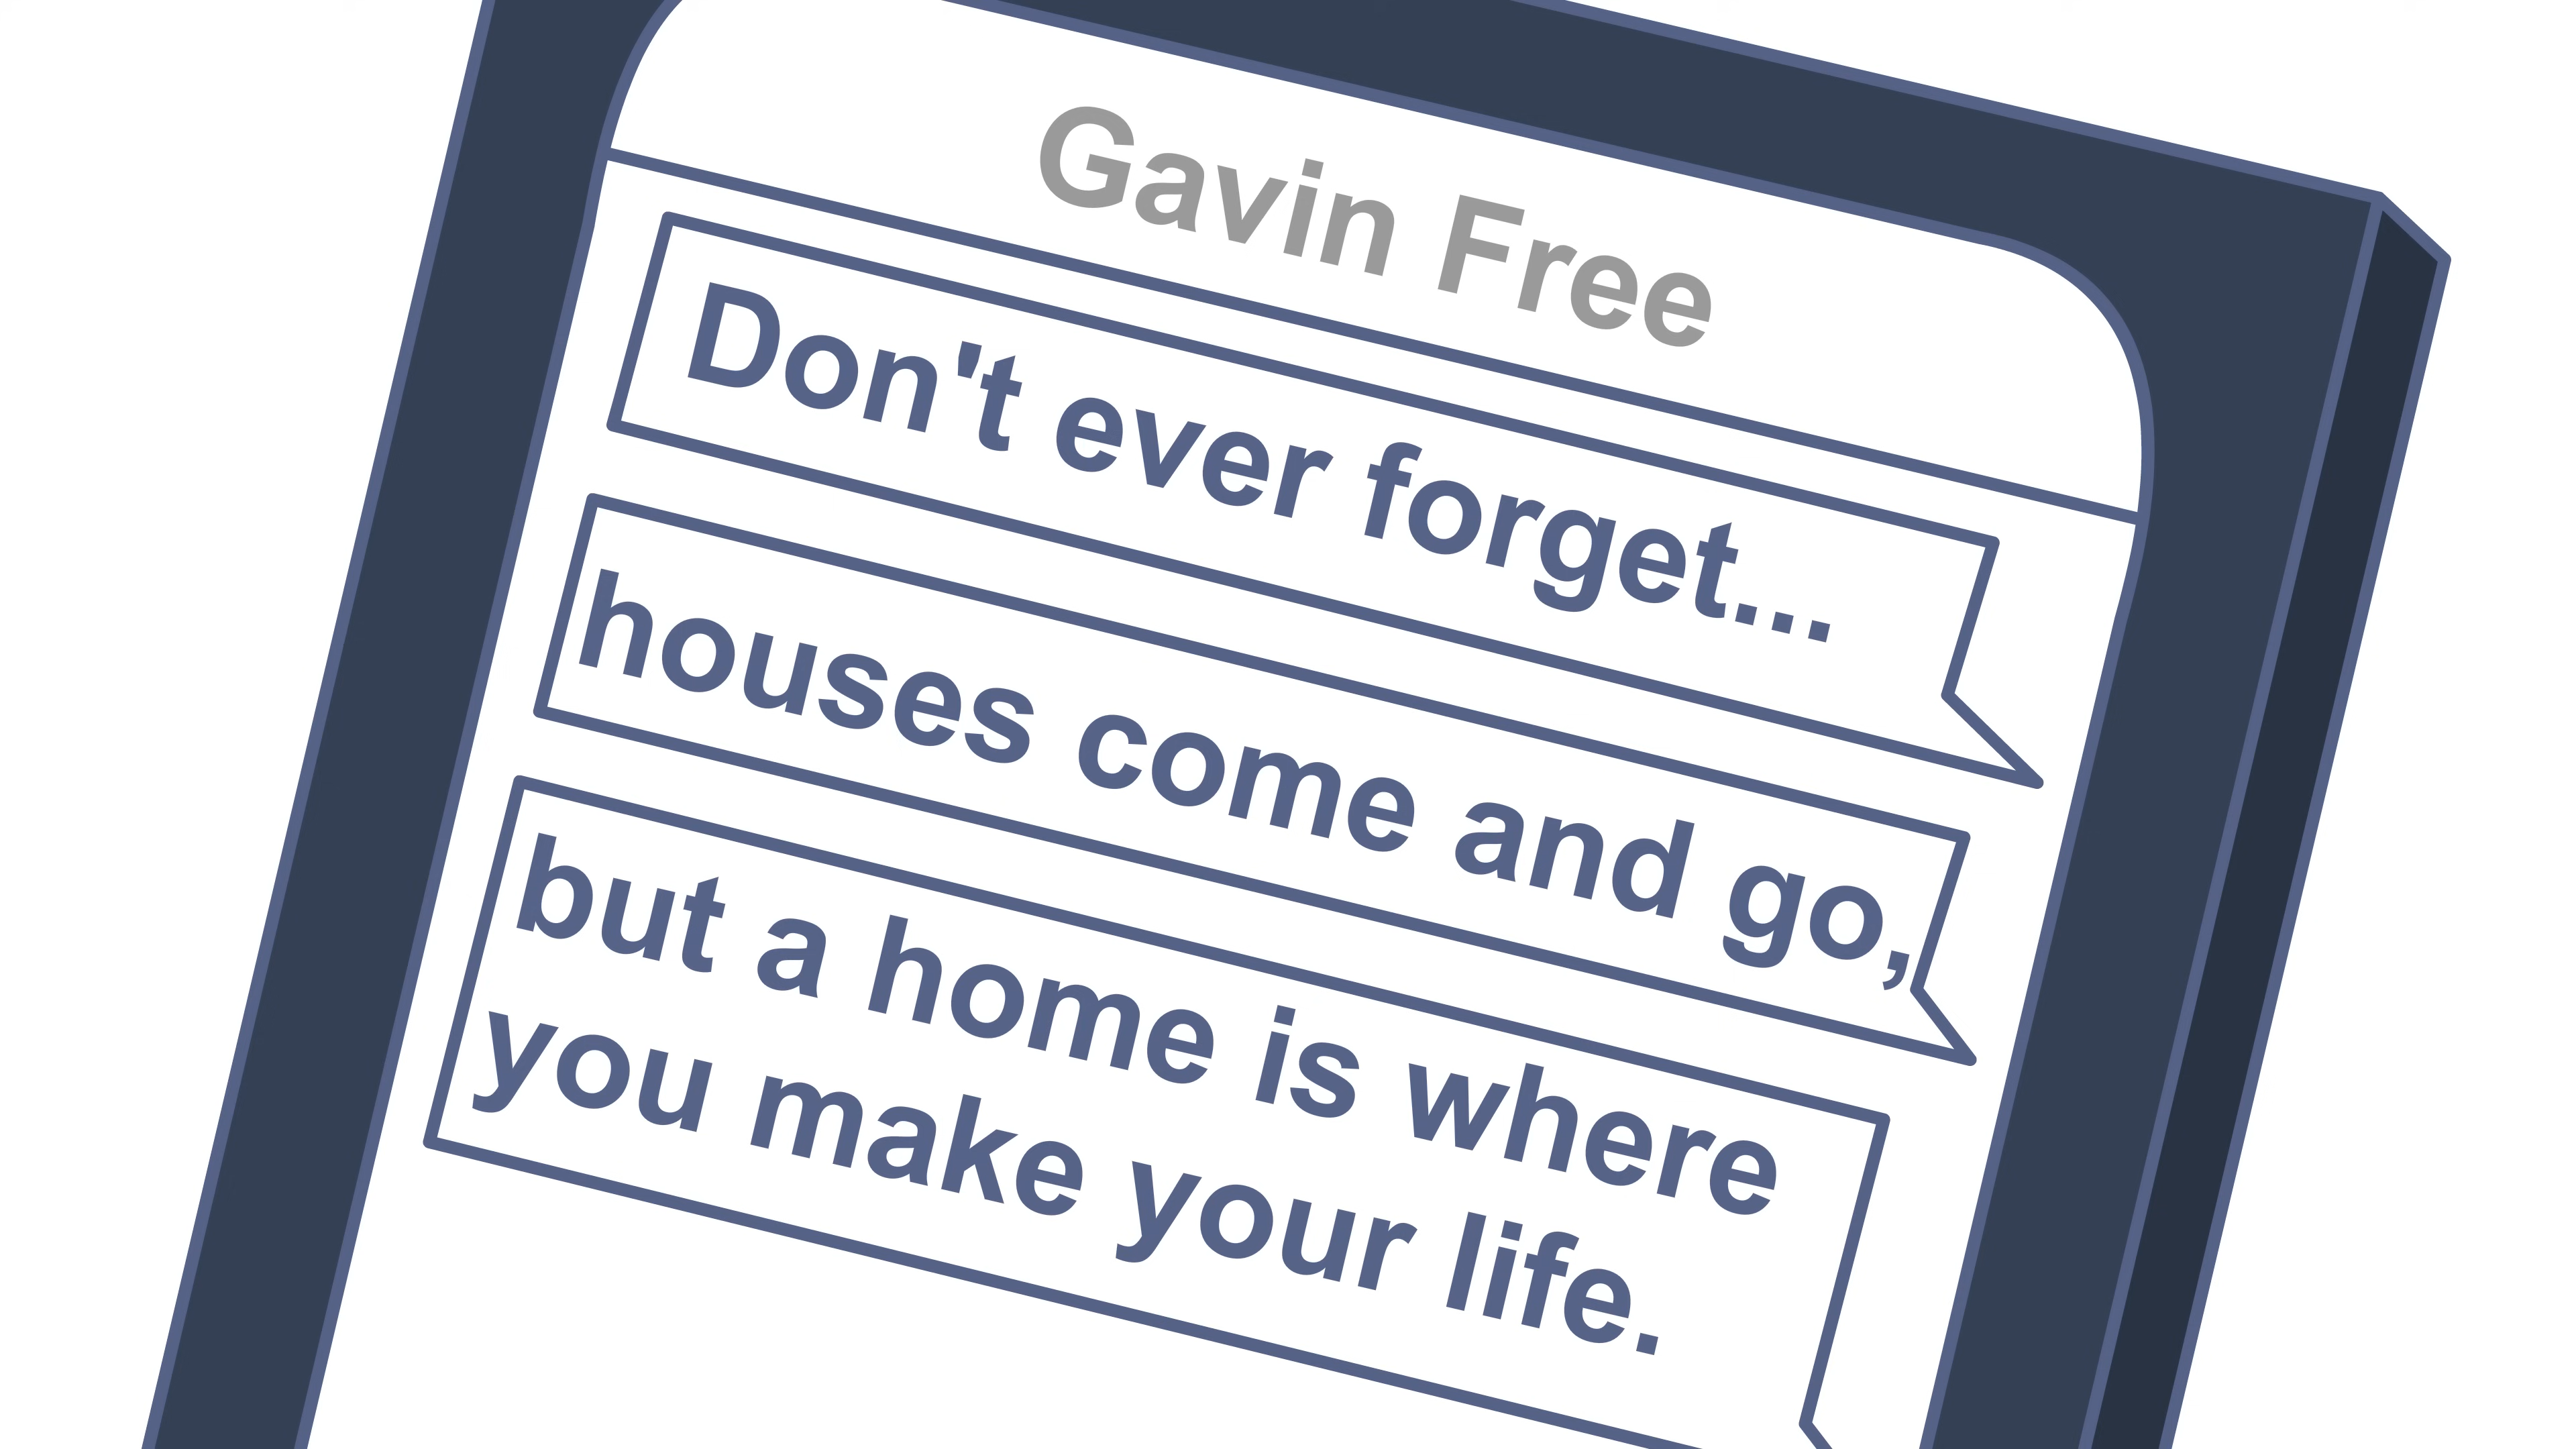 Gavin Free
Don't ever forget...
houses come and go,
but a home is where
you make your life.